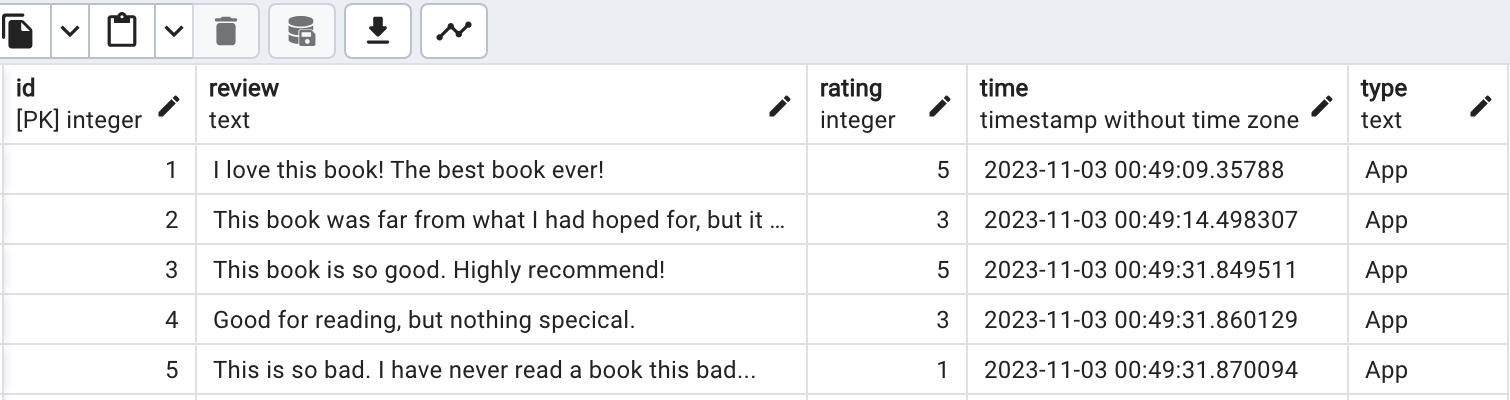 id review rating time type
[PK] integer text integer timestamp without time zone text
1 I love this book! The best book ever! 5 2023-11-03 00:49:09.35788 App
2 This book was far from what I had hoped for, but it ... 3 2023-11-03 00:49:14.498307 App
3 This book is so good. Highly recommend! 5 2023-11-03 00:49:31.849511 App
4 Good for reading, but nothing specical. 3 2023-11-03 00:49:31.860129 App
5 This is so bad. I have never read a book this bad... 1 2023-11-03 00:49:31.870094 App